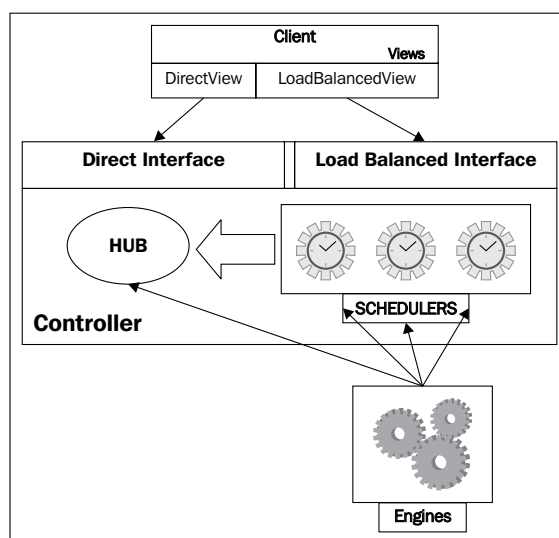 Client
Views
DirectView
LoadBalancedView
Direct Interface
Load Balanced Interface
HUB
SCHEDULERS
Controller
Engines